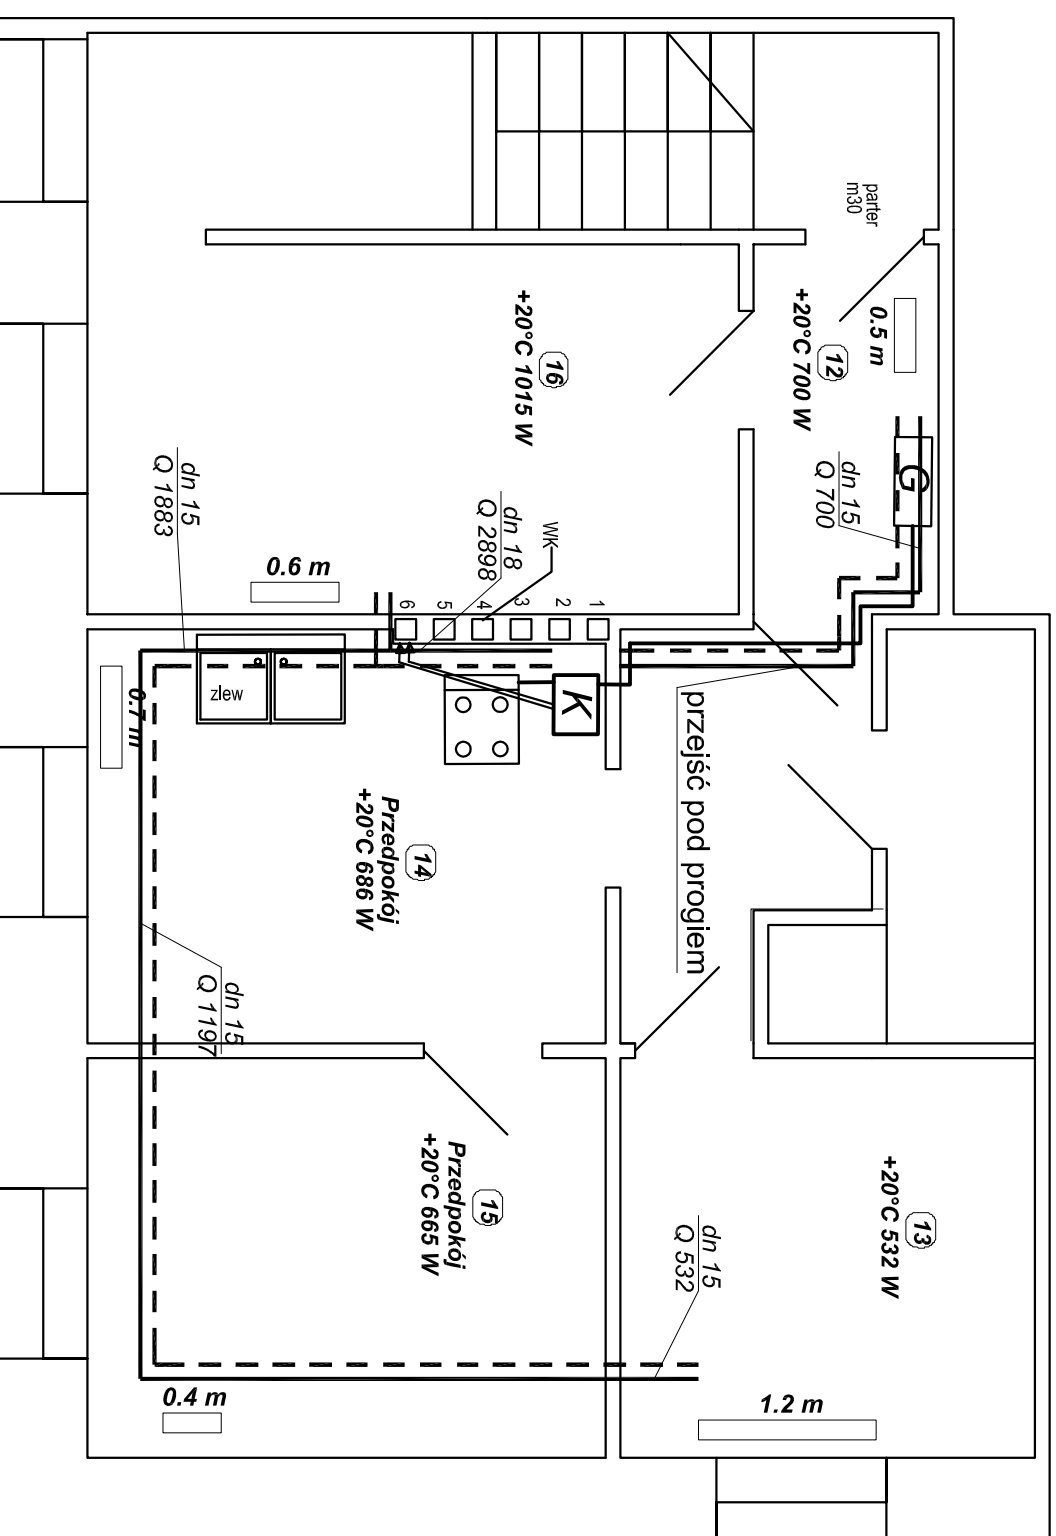 parter
m30
0.5 m
12
+20°C 700 W
16
+20°C 1015 W
G
dn 15
Q 700
dn 15
Q 1883
dn 18
Q 2898
WK
0.6 m
1
2
3
4
5
6
zlew
K
0.7 m
przejść pod progiem
14
Przedpokój
+20°C 686 W
dn 15
Q 1197
15
Przedpokój
+20°C 665 W
13
+20°C 532 W
dn 15
Q 532
0.4 m
1.2 m